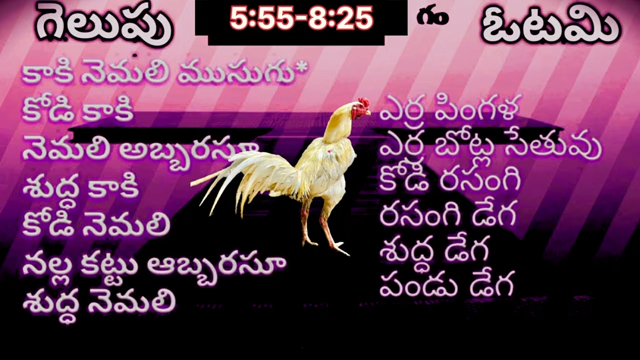 గెలుపు
5:55-8:25
గం
ఓటమి
కాకి నెమలి ముసుగు*
కోడి కాకి
నెమలి అబ్బరసూ
శుద్ధ కాకి
కోడి నెమలి
నల్ల కట్టు ఆబ్బరసూ
శుద్ధ నెమలి
ఎర్ర పింగళ
ఎర్ర బోట్ల సేతువు
కోడి రసంగి
రసంగి డేగ
శుద్ధ డేగ
పండు డేగ